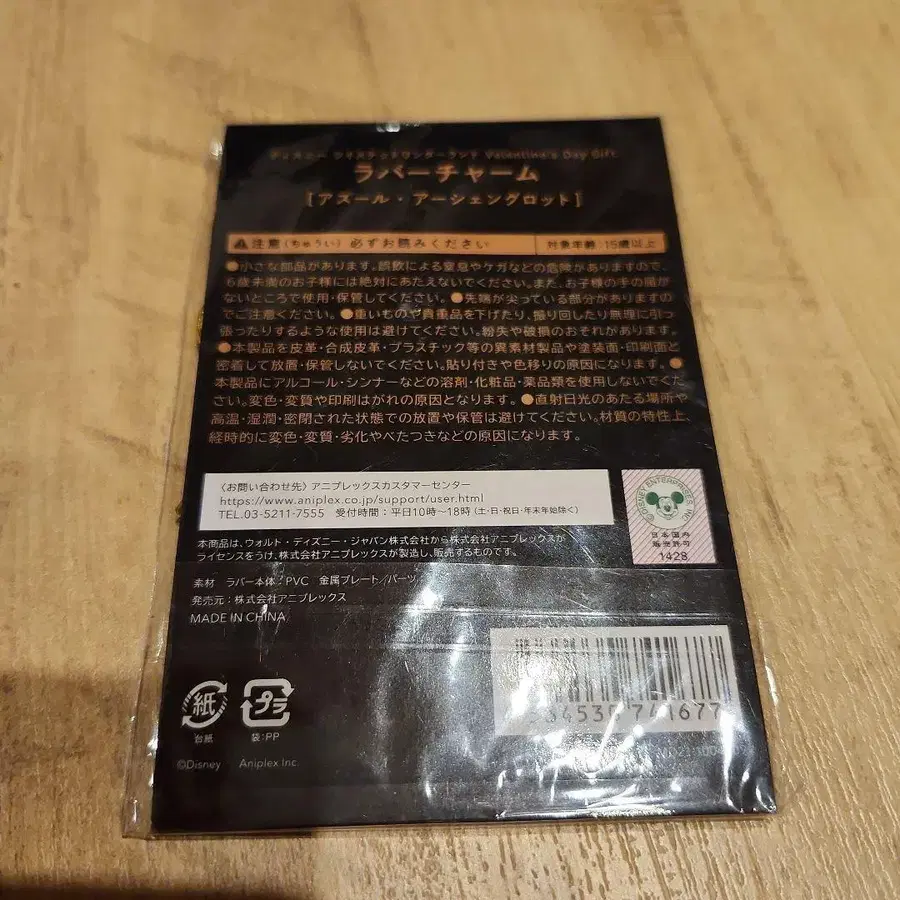 ディズニー ツイステッドワンダーランド Valentine's Day Gift
ラバーチャーム
[アズール・アーシェングロット]
注意(ちゅうい) 必ずお読みください
対象年齢:15歳以上
●小さな部品があります。誤飲による窒息やケガなどの危険がありますので、
6歳未満のお子様には絶対にあたえないでください。また、お子様の手の届か
ないところで使用・保管してください。●先端が尖っている部分がありますの
でご注意ください。●重いものや貴重品を下げたり、振り回したり無理に引っ
張ったりするような使用は避けてください。紛失や破損のおそれがあります。
●本製品を皮革・合成皮革・プラスチック等の異素材製品や塗装面・印刷面と
密着して放置・保管しないでください。貼り付きや色移りの原因になります。●
本製品にアルコール・シンナーなどの溶剤・化粧品・薬品類を使用しないでくだ
さい。変色・変質や印刷はがれの原因となります。●直射日光のあたる場所や
高温・湿潤・密閉された状態での放置や保管は避けてください。材質の特性上、
経時的に変色・変質・劣化やべたつきなどの原因になります。
〈お問い合わせ先〉アニプレックスカスタマーセンター
https://www.aniplex.co.jp/support/user.html
TEL.03-5211-7555 受付時間:平日10時〜18時(土・日・祝日・年末年始除く)
DISNEY ENTERPRISES INC.
日本国内
販売許可
1428
本商品は、ウォルト・ディズニー・ジャパン株式会社から株式会社アニプレックスが
ライセンスをうけ、株式会社アニプレックスが製造し、販売するものです。
素材 ラバー本体:PVC 金属プレート/パーツ
発売元:株式会社アニプレックス
MADE IN CHINA
紙
台紙
プラ
袋:PP
©Disney Aniplex Inc.